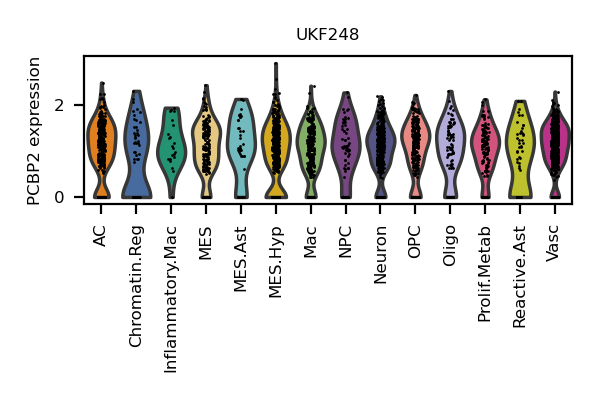 UKF248
PCBP2 expression
2
0
AC
Chromatin.Reg
Inflammatory.Mac
MES
MES.Ast
MES.Hyp
Mac
NPC
Neuron
OPC
Oligo
Prolif.Metab
Reactive.Ast
Vasc